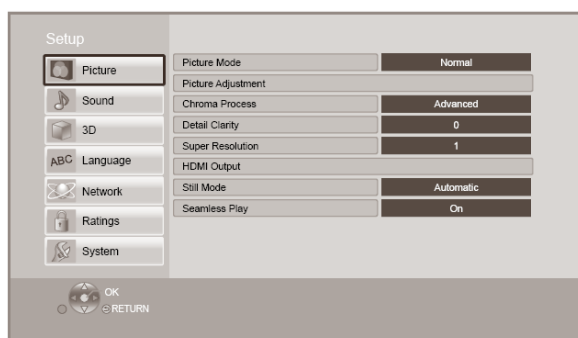 Setup
Picture
Sound
3D
ABC Language
Network
Ratings
System
Picture Mode Normal
Picture Adjustment
Chroma Process Advanced
Detail Clarity 0
Super Resolution 1
HDMI Output
Still Mode Automatic
Seamless Play On
OK
RETURN